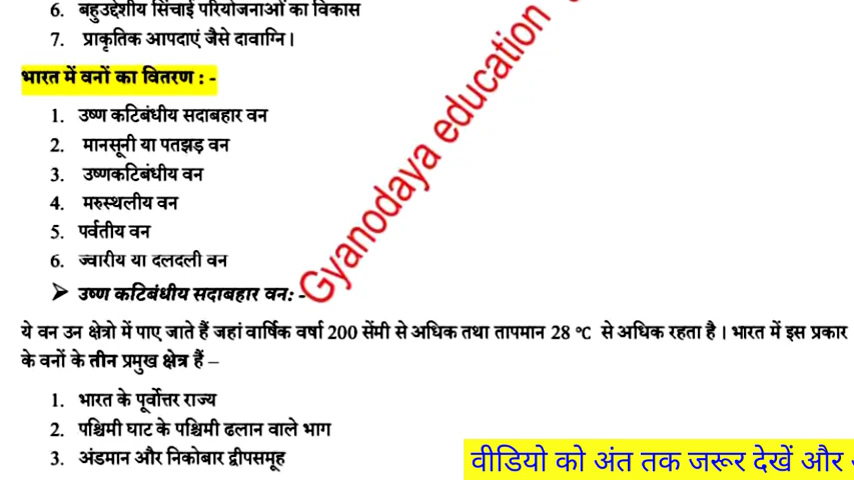 6. बहुउद्देशीय सिंचाई परियोजनाओं का विकास
7. प्राकृतिक आपदाएं जैसे दावाग्नि।
भारत में वनों का वितरण : -
1. उष्ण कटिबंधीय सदाबहार वन
2. मानसूनी या पतझड़ वन
3. उष्णकटिबंधीय वन
4. मरुस्थलीय वन
5. पर्वतीय वन
6. ज्वारीय या दलदली वन
➤ उष्ण कटिबंधीय सदाबहार वन: -
Gyanodaya education
ये वन उन क्षेत्रो में पाए जाते हैं जहां वार्षिक वर्षा 200 सेंमी से अधिक तथा तापमान 28 °C से अधिक रहता है। भारत में इस प्रकार
के वनों के तीन प्रमुख क्षेत्र हैं –
1. भारत के पूर्वोत्तर राज्य
2. पश्चिमी घाट के पश्चिमी ढलान वाले भाग
3. अंडमान और निकोबार द्वीपसमूह
वीडियो को अंत तक जरूर देखें और